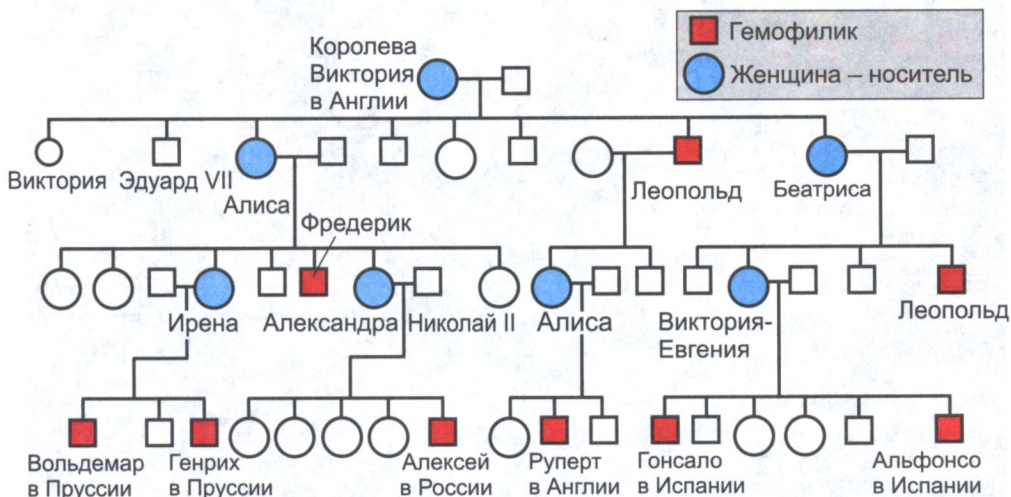 Королева
Виктория
в Англии
Гемофилик
Женщина – носитель
Виктория
Эдуард VII
Алиса
Леопольд
Беатриса
Фредерик
Ирена
Александра
Николай II
Алиса
Виктория-
Евгения
Леопольд
Вольдемар
в Пруссии
Генрих
в Пруссии
Алексей
в России
Руперт
в Англии
Гонсало
в Испании
Альфонсо
в Испании